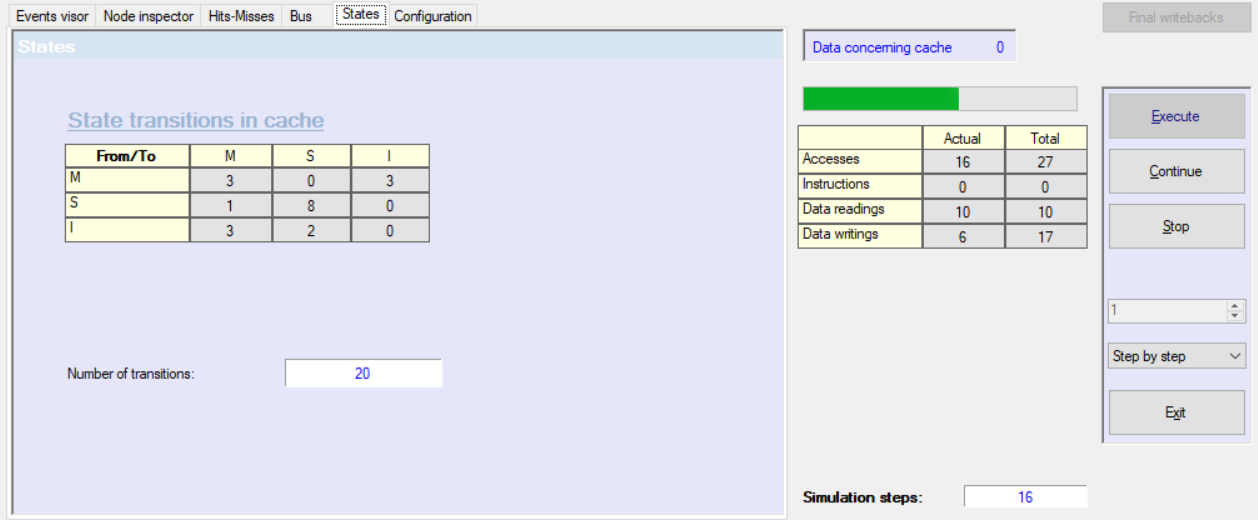 Events visor Node inspector Hits-Misses Bus States Configuration
Final writebacks
States
Data concerning cache 0
State transitions in cache
From/To M S I
M 3 0 3
S 1 8 0
I 3 2 0
Number of transitions: 20
Actual Total
Accesses 16 27
Instructions 0 0
Data readings 10 10
Data writings 6 17
Simulation steps: 16
Execute
Continue
Stop
1
Step by step
Exit